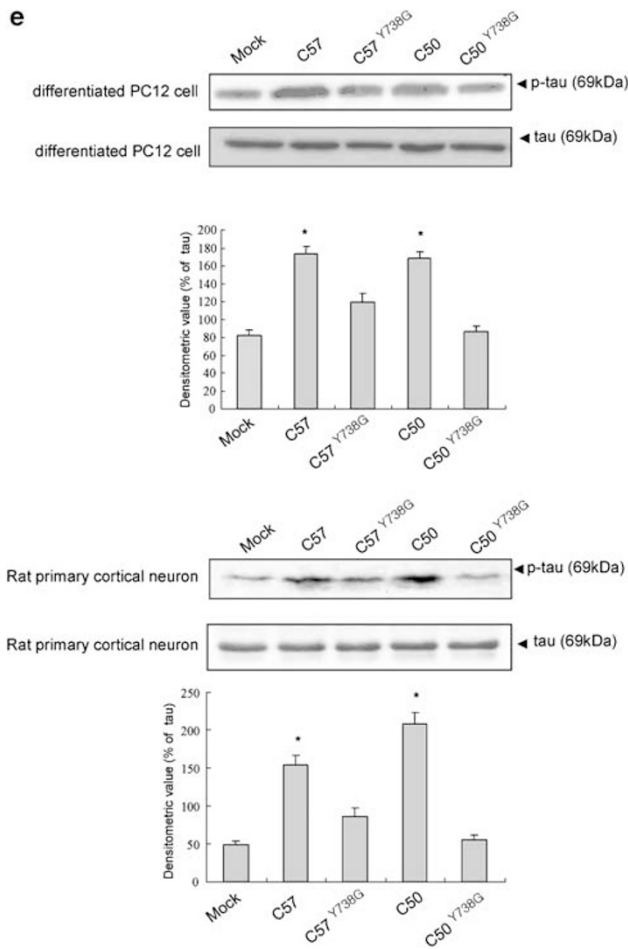 e
Mock C57 C57 Y738G C50 C50 Y738G
differentiated PC12 cell
p-tau (69kDa)
differentiated PC12 cell
tau (69kDa)
Densitometric value (% of tau)
200
180
160
140
120
100
80
60
40
20
0
*
*
Mock C57 C57 Y738G C50 C50 Y738G
Mock C57 C57 Y738G C50 C50 Y738G
Rat primary cortical neuron
p-tau (69kDa)
Rat primary cortical neuron
tau (69kDa)
Densitometric value (% of tau)
250
200
150
100
50
0
*
*
Mock C57 C57 Y738G C50 C50 Y738G